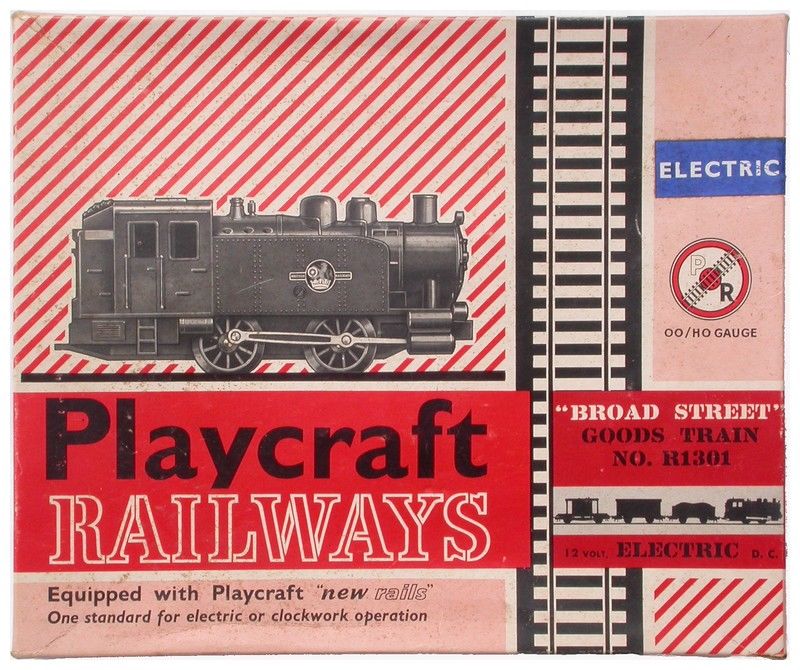 ELECTRIC
P
R
OO/HO GAUGE
Playcraft
RAILWAYS
Equipped with Playcraft "new rails"
One standard for electric or clockwork operation
"BROAD STREET"
GOODS TRAIN
NO. R1301
12 VOLT. ELECTRIC D. C.